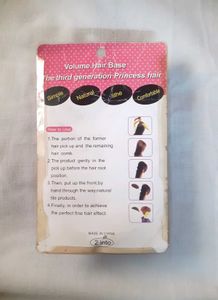 Volume Hair Base
The third generation Princess hair
Simple
Natural
Comfortable
How to Use
1.The portion of the former
hair pick up and the remaining
hair comb.
2.The product gently in the
pick up before the hair root
position.
3.Then, put up the front by
hand through the way natural
tile products.
4.Finally, in order to achieve
the perfect fine hair effect.
MADE IN CHINA